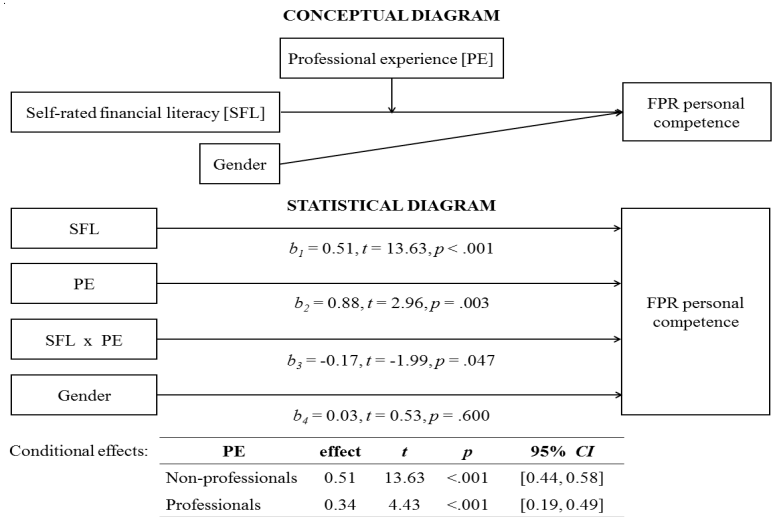 CONCEPTUAL DIAGRAM
Professional experience [PE]
Self-rated financial literacy [SFL]
FPR personal
competence
Gender
STATISTICAL DIAGRAM
SFL
b1 = 0.51, t = 13.63, p < .001
PE
b2 = 0.88, t = 2.96, p = .003
FPR personal
competence
SFL x PE
b3 = -0.17, t = -1.99, p = .047
Gender
b4 = 0.03, t = 0.53, p = .600
Conditional effects: PE effect t p 95% CI
Non-professionals 0.51 13.63 <.001 [0.44, 0.58]
Professionals 0.34 4.43 <.001 [0.19, 0.49]